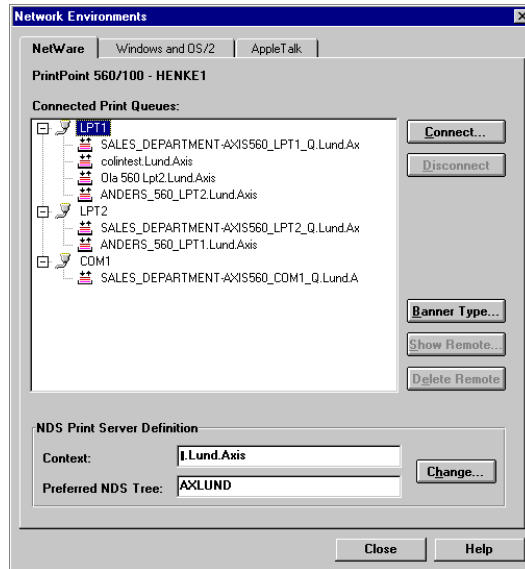 Network Environments
NetWare
Windows and OS/2
AppleTalk
PrintPoint 560/100 - HENKE1
Connected Print Queues:
LPT1
SALES_DEPARTMENT-AXIS560_LPT1_Q.Lund.Ax
colintest.Lund.Axis
Ola 560 Lpt2.Lund.Axis
ANDERS_560_LPT2.Lund.Axis
LPT2
SALES_DEPARTMENT-AXIS560_LPT2_Q.Lund.Ax
ANDERS_560_LPT1.Lund.Axis
COM1
SALES_DEPARTMENT-AXIS560_COM1_Q.Lund.A
Connect...
Disconnect
Banner Type...
Show Remote...
Delete Remote
NDS Print Server Definition
Context:
.Lund.Axis
Preferred NDS Tree:
AXLUND
Change...
Close
Help